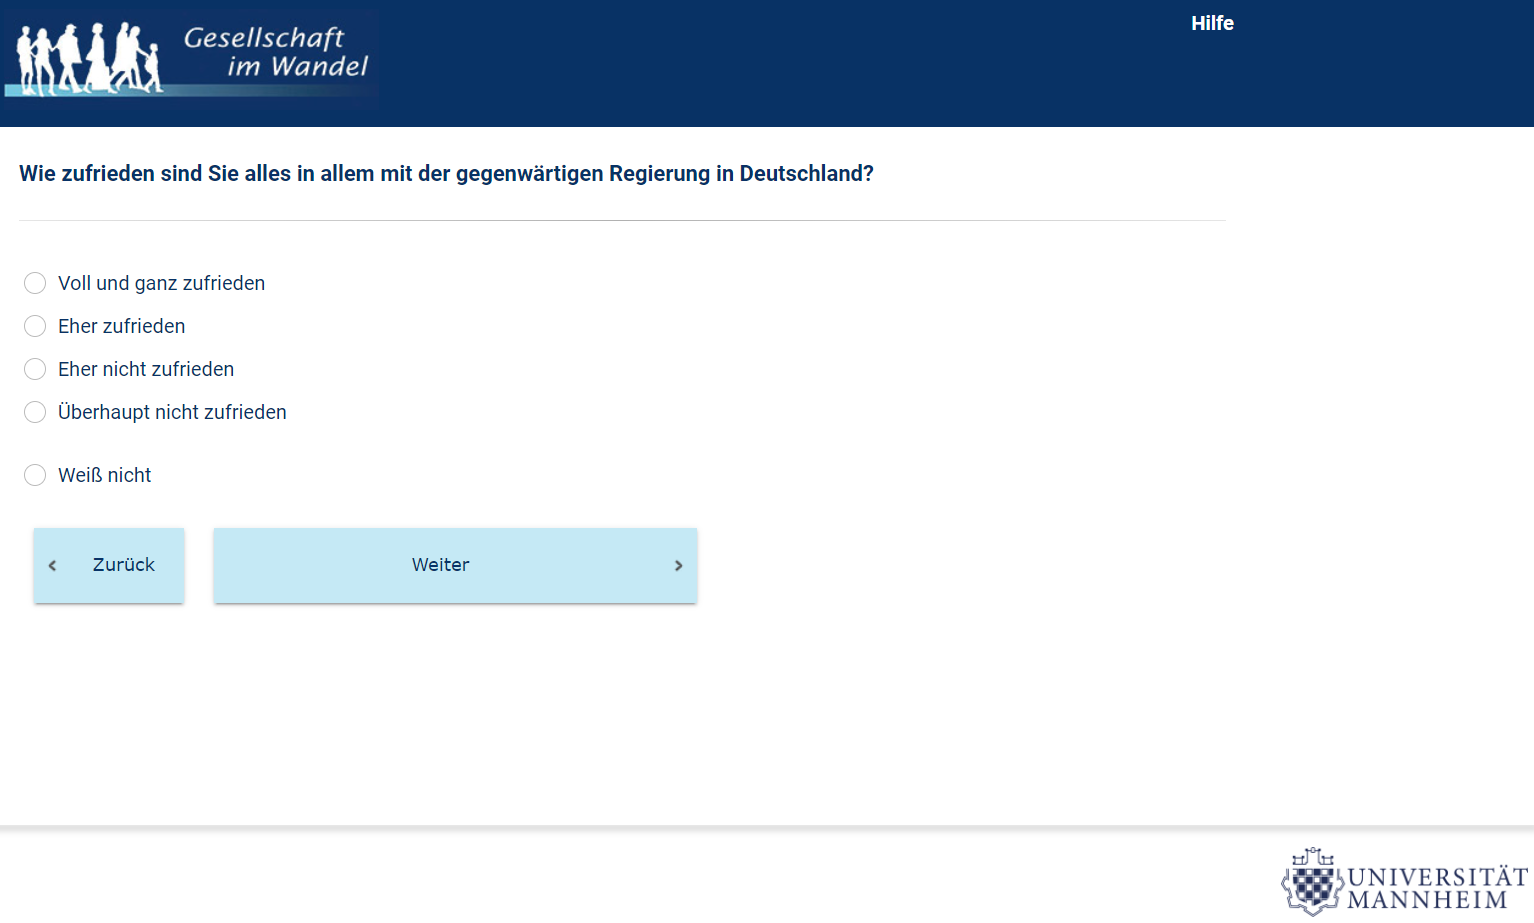 Gesellschaft
im Wandel
Hilfe
Wie zufrieden sind Sie alles in allem mit der gegenwärtigen Regierung in Deutschland?
Voll und ganz zufrieden
Eher zufrieden
Eher nicht zufrieden
Überhaupt nicht zufrieden
Weiß nicht
Zurück
Weiter
UNIVERSITÄT
MANNHEIM